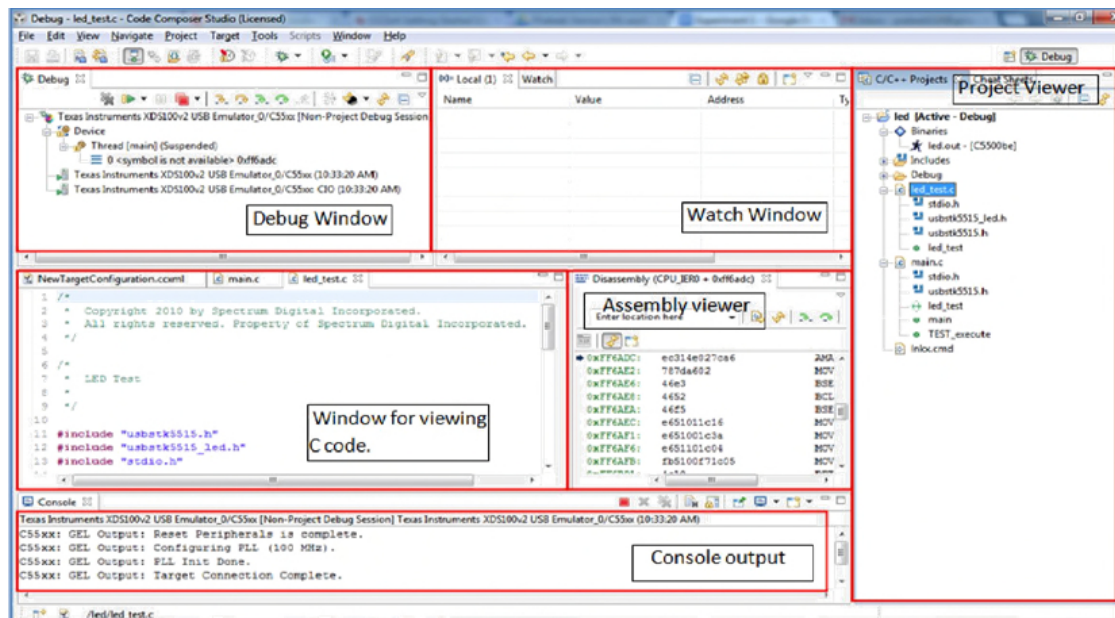 Debug - led_test.c - Code Composer Studio (Licensed)
File Edit View Navigate Project Target Tools Scripts Window Help
Debug
Debug
Texas Instruments XDS100v2 USB Emulator_0/C55xx [Non-Project Debug Session
Device
Thread [main] (Suspended)
0 <symbol is not available> 0xff6adc
Texas Instruments XDS100v2 USB Emulator_0/C55xx (10:33:20 AM)
Texas Instruments XDS100v2 USB Emulator_0/C55xx CIO (10:33:20 AM)
Debug Window
Local (1) Watch
Name Value Address Ty
Watch Window
C/C++ Projects Cheat Sheets
Project Viewer
led [Active - Debug]
Binaries
led.out - [C5500be]
Includes
Debug
led_test.c
stdio.h
usbstk5515_led.h
usbstk5515.h
led_test
main.c
stdio.h
usbstk5515.h
led_test
main
TEST_execute
lnkx.cmd
NewTargetConfiguration.ccxml main.c led_test.c
1 /*
2 * Copyright 2010 by Spectrum Digital Incorporated.
3 * All rights reserved. Property of Spectrum Digital Incorporated.
4 */
5
6 /*
7 *
8 * LED Test
9 */
10
11 #include "usbstk5515.h"
12 #include "usbstk5515_led.h"
13 #include "stdio.h"
Window for viewing
C code.
Disassembly (CPU_IER0 + 0xff6adc)
Assembly viewer
Enter location here
0xFF6ADC: ec314e827ca6 AMA
0xFF6AE2: 787da602 MOV
0xFF6AE6: 46e3 BSE
0xFF6AE8: 4652 BCL
0xFF6AEA: 46f5 BSE
0xFF6AEC: e651011c16 MOV
0xFF6AF1: e651001c3a MOV
0xFF6AF6: e651101c04 MOV
0xFF6AFB: fb5100f71c05 MOV
Console
Texas Instruments XDS100v2 USB Emulator_0/C55xx [Non-Project Debug Session] Texas Instruments XDS100v2 USB Emulator_0/C55xx (10:33:20 AM)
C55xx: GEL Output: Reset Peripherals is complete.
C55xx: GEL Output: Configuring PLL (100 MHz).
C55xx: GEL Output: PLL Init Done.
C55xx: GEL Output: Target Connection Complete.
Console output
/led/led_test.c